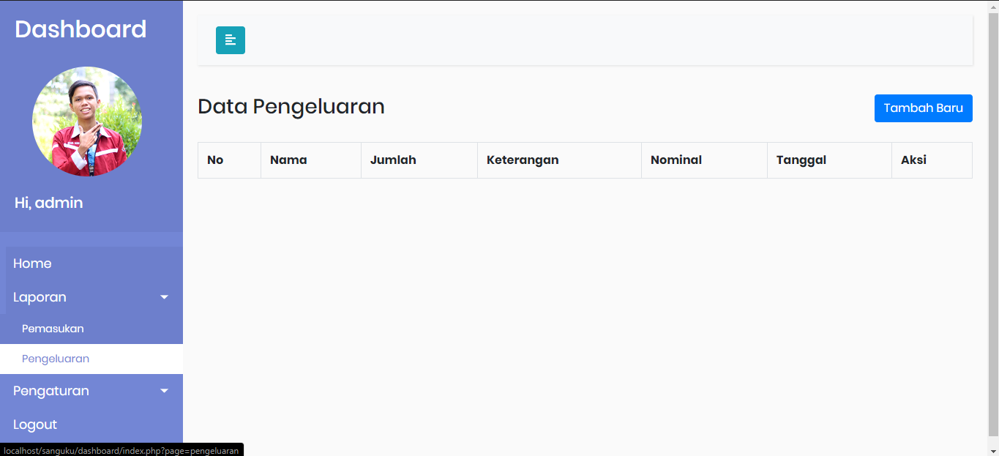 Dashboard
Hi, admin
Home
Laporan
Pemasukan
Pengeluaran
Pengaturan
Logout
Data Pengeluaran
Tambah Baru
No Nama Jumlah Keterangan Nominal Tanggal Aksi
localhost/sanguku/dashboard/index.php?page=pengeluaran